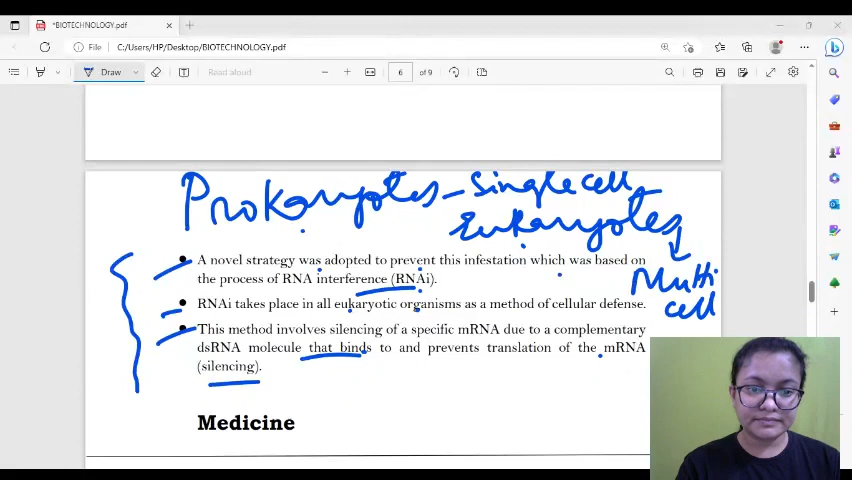 *BIOTECHNOLOGY.pdf
File C:/Users/HP/Desktop/BIOTECHNOLOGY.pdf
Draw Read aloud 6 of 9
Prokaryotes - Single cell
Eukaryotes
Multi
cell
• A novel strategy was adopted to prevent this infestation which was based on
the process of RNA interference (RNAi).
• RNAi takes place in all eukaryotic organisms as a method of cellular defense.
• This method involves silencing of a specific mRNA due to a complementary
dsRNA molecule that binds to and prevents translation of the mRNA
(silencing).
Medicine